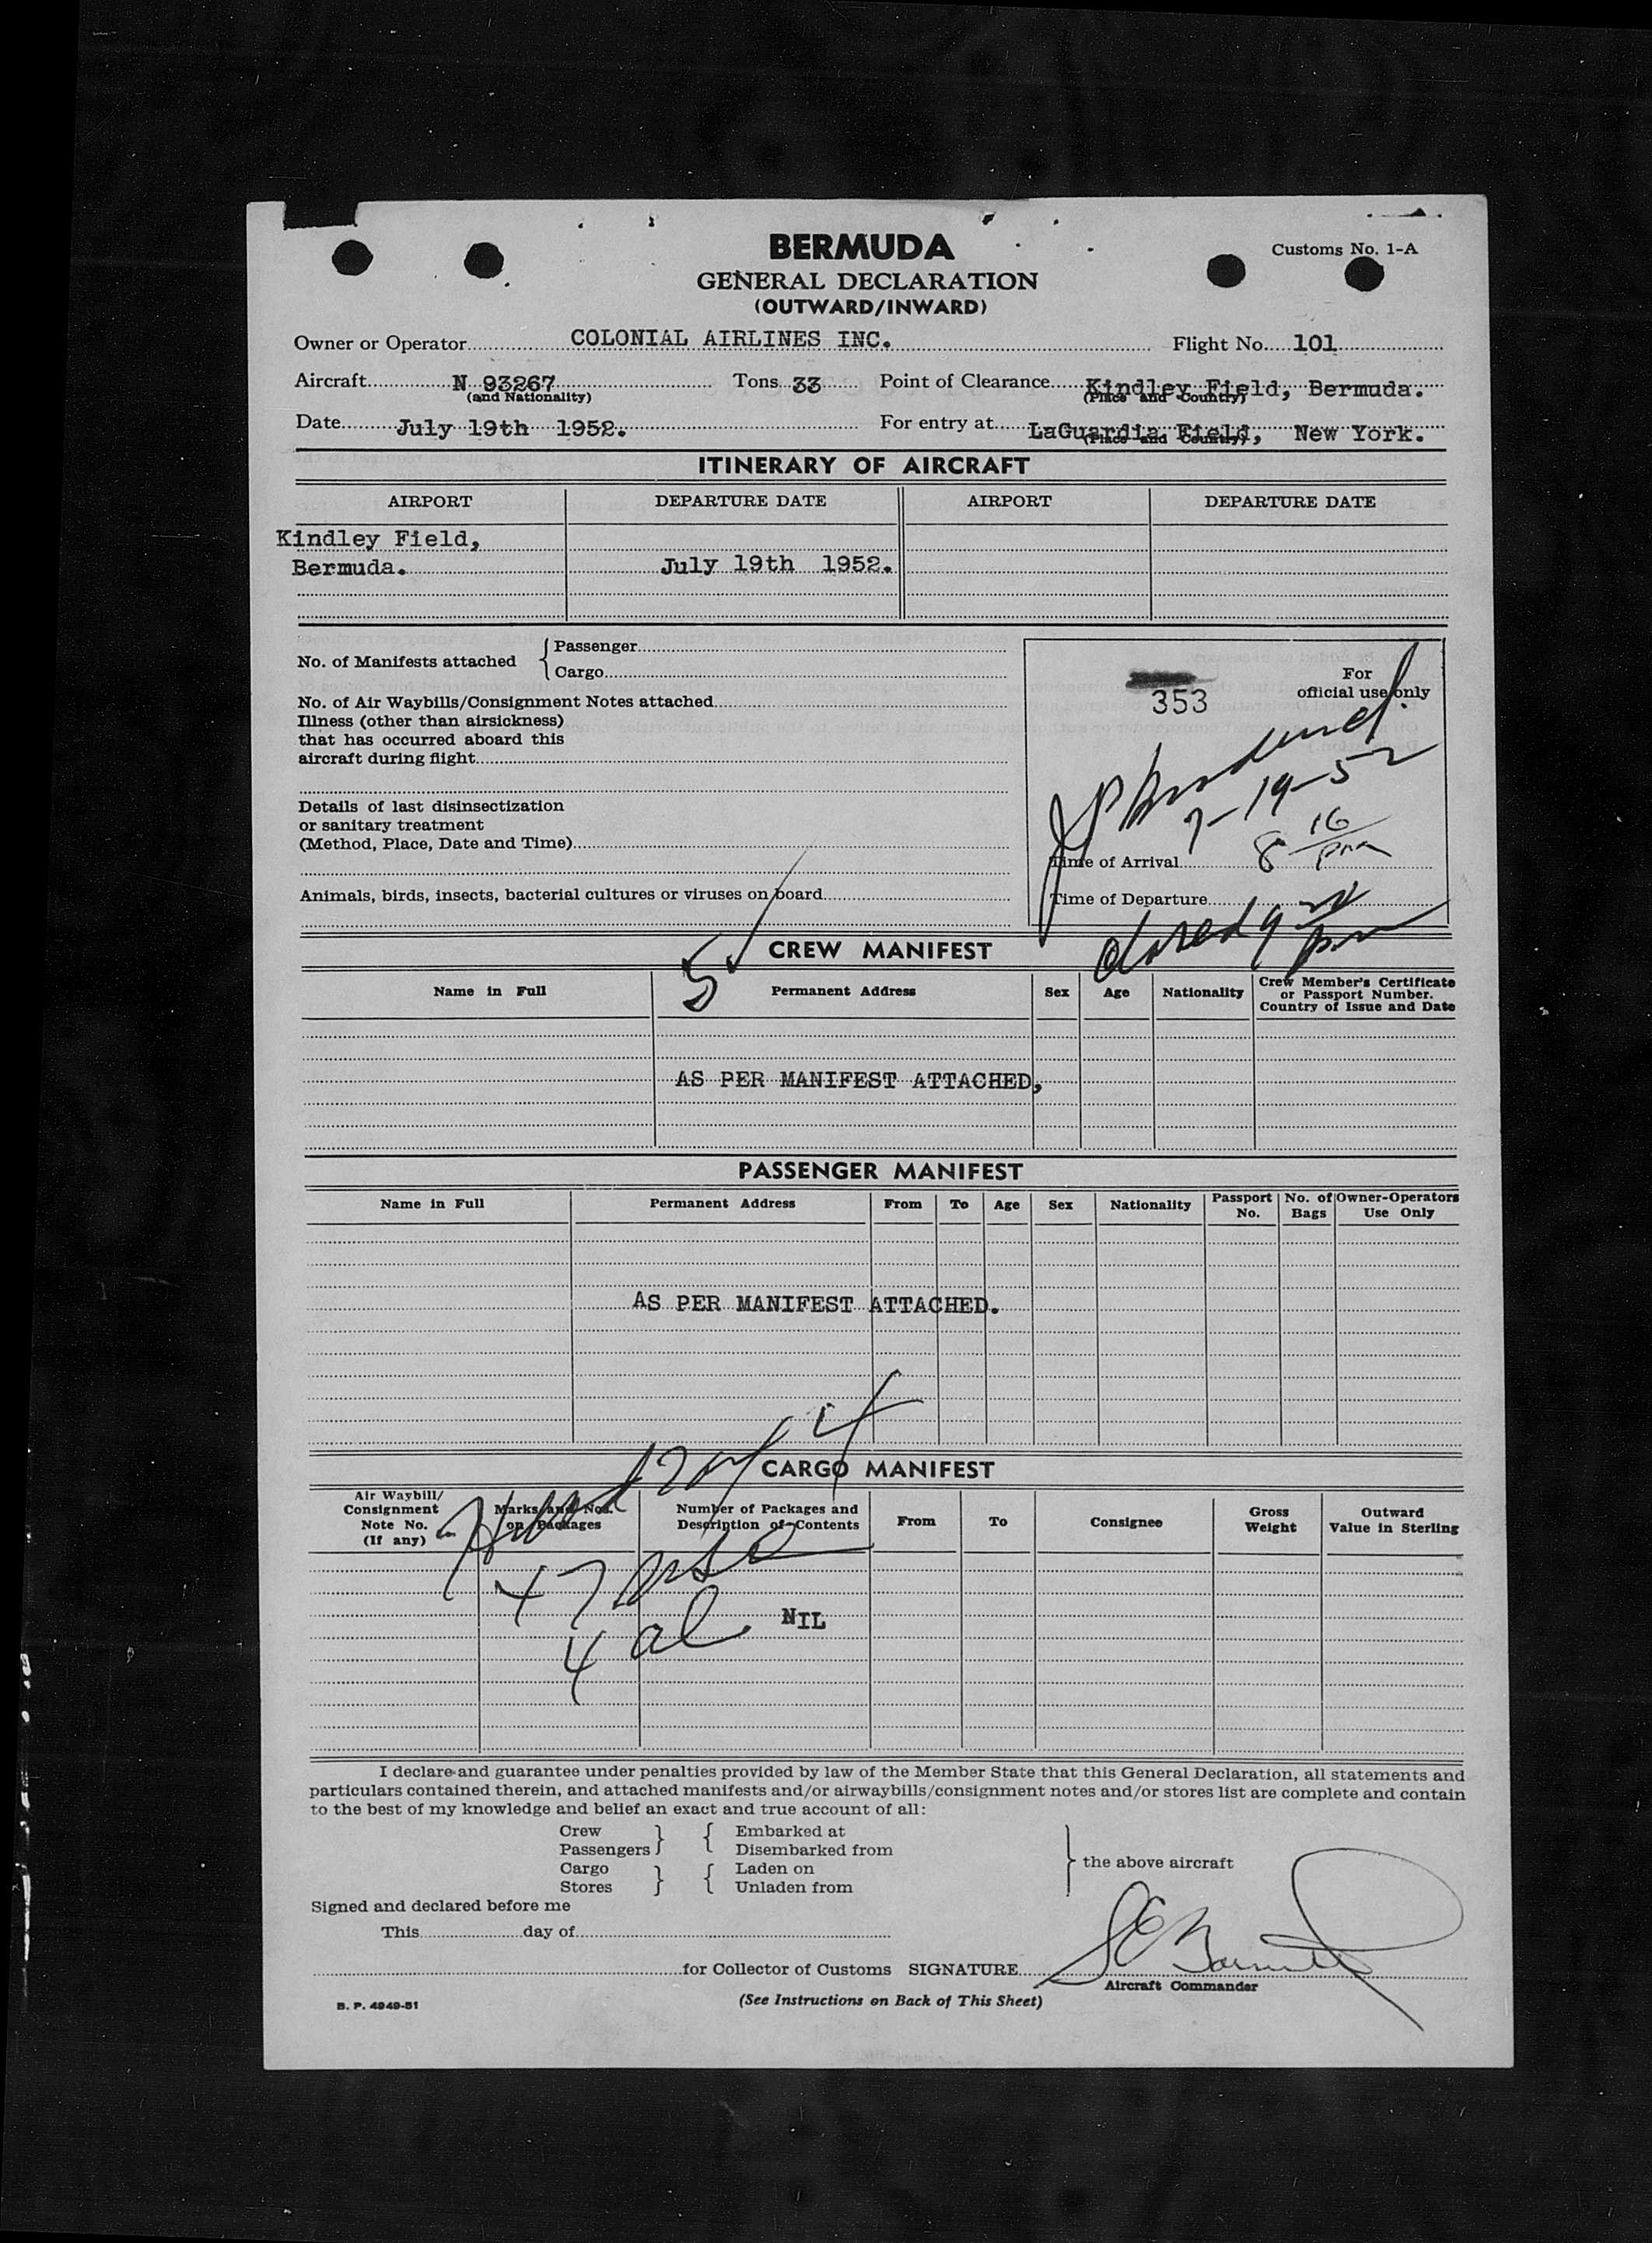 BERMUDA
Customs No. 1-A
GENERAL DECLARATION
(OUTWARD/INWARD)
Owner or Operator COLONIAL AIRLINES INC. Flight No. 101
Aircraft N 93267 Tons 33 Point of Clearance Kindley Field, Bermuda.
(and Nationality) (Place and Country)
Date July 19th 1952. For entry at LaGuardia Field, New York.
(Place and Country)
ITINERARY OF AIRCRAFT
AIRPORT DEPARTURE DATE AIRPORT DEPARTURE DATE
Kindley Field,
Bermuda. July 19th 1952.
No. of Manifests attached { Passenger
Cargo
No. of Air Waybills/Consignment Notes attached
Illness (other than airsickness)
that has occurred aboard this
aircraft during flight
Details of last disinsectization
or sanitary treatment
(Method, Place, Date and Time)
Animals, birds, insects, bacterial cultures or viruses on board
For
official use only
353
7-19-52
Time of Arrival 8 16 pm
Time of Departure
closed 9 pm
5
CREW MANIFEST
Name in Full Permanent Address Sex Age Nationality Crew Member's Certificate
or Passport Number.
Country of Issue and Date
AS PER MANIFEST ATTACHED,
PASSENGER MANIFEST
Name in Full Permanent Address From To Age Sex Nationality Passport No. No. of Bags Owner-Operators Use Only
AS PER MANIFEST ATTACHED.
CARGO MANIFEST
Air Waybill/
Consignment
Note No.
(If any)
Marks and Nos.
on Packages
Number of Packages and
Description of Contents
From To Consignee Gross Weight Outward Value in Sterling
47
4 al
NIL
I declare and guarantee under penalties provided by law of the Member State that this General Declaration, all statements and
particulars contained therein, and attached manifests and/or airwaybills/consignment notes and/or stores list are complete and contain
to the best of my knowledge and belief an exact and true account of all:
Crew } { Embarked at
Passengers Disembarked from
Cargo } { Laden on
Stores Unladen from
} the above aircraft
Signed and declared before me
This day of
for Collector of Customs SIGNATURE
Aircraft Commander
B. P. 4949-51
(See Instructions on Back of This Sheet)